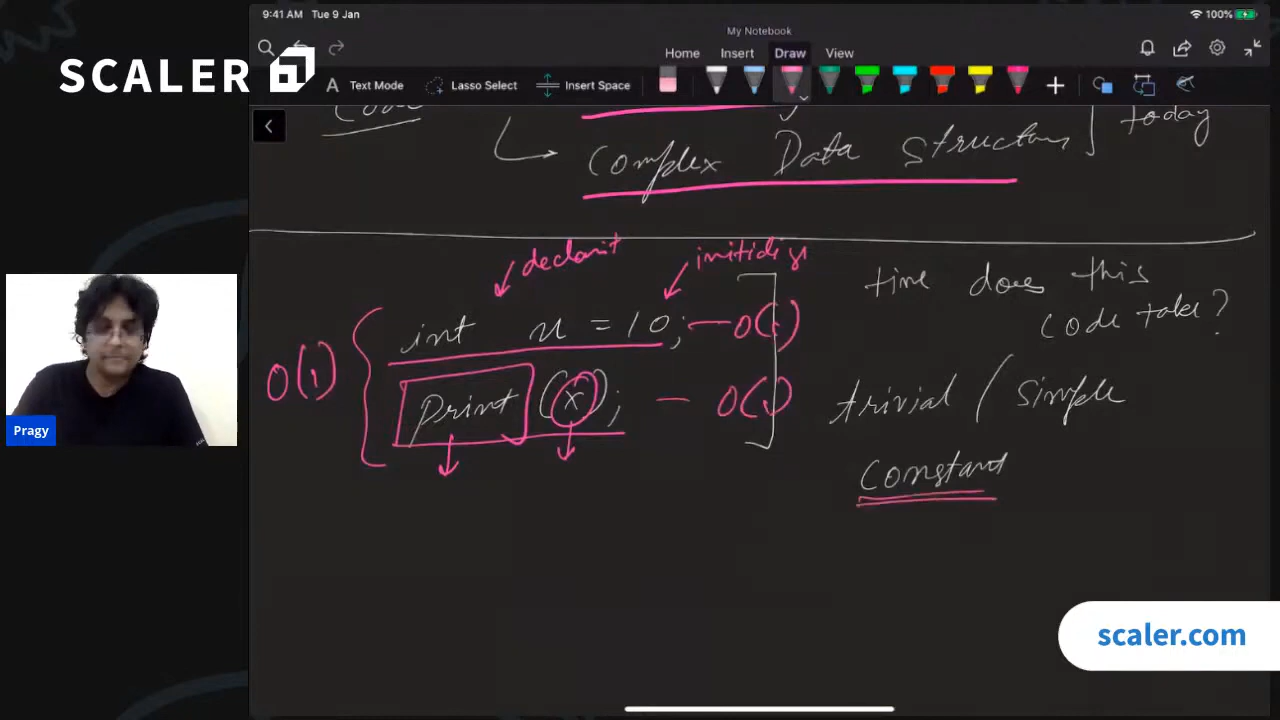 9:41 AM Tue 9 Jan
100%
My Notebook
Home Insert Draw View
SCALER
A Text Mode Lasso Select Insert Space
Code
today
Complex Data Structures
time does this
code take?
int x = 10; — O(1)
O(1)
print (x); — O(1)
trivial / simple
Constant
Pragy
scaler.com